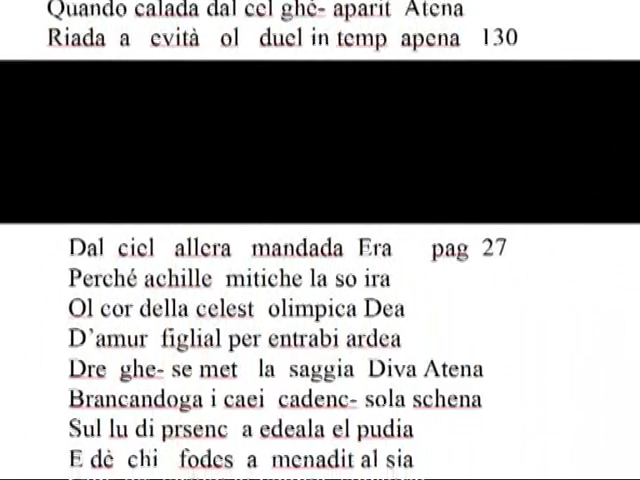 Quando calada dal cel ghè- aparit Atena
Riada a evità ol duel in temp apena 130
Dal ciel allera mandada Era pag 27
Perché achille mitiche la so ira
Ol cor della celest olimpica Dea
D'amur figlial per entrabi ardea
Dre ghe- se met la saggia Diva Atena
Brancandoga i caei cadenc- sola schena
Sul lu di prsenc a edeala el pudia
E dè chi fodes a menadit al sia